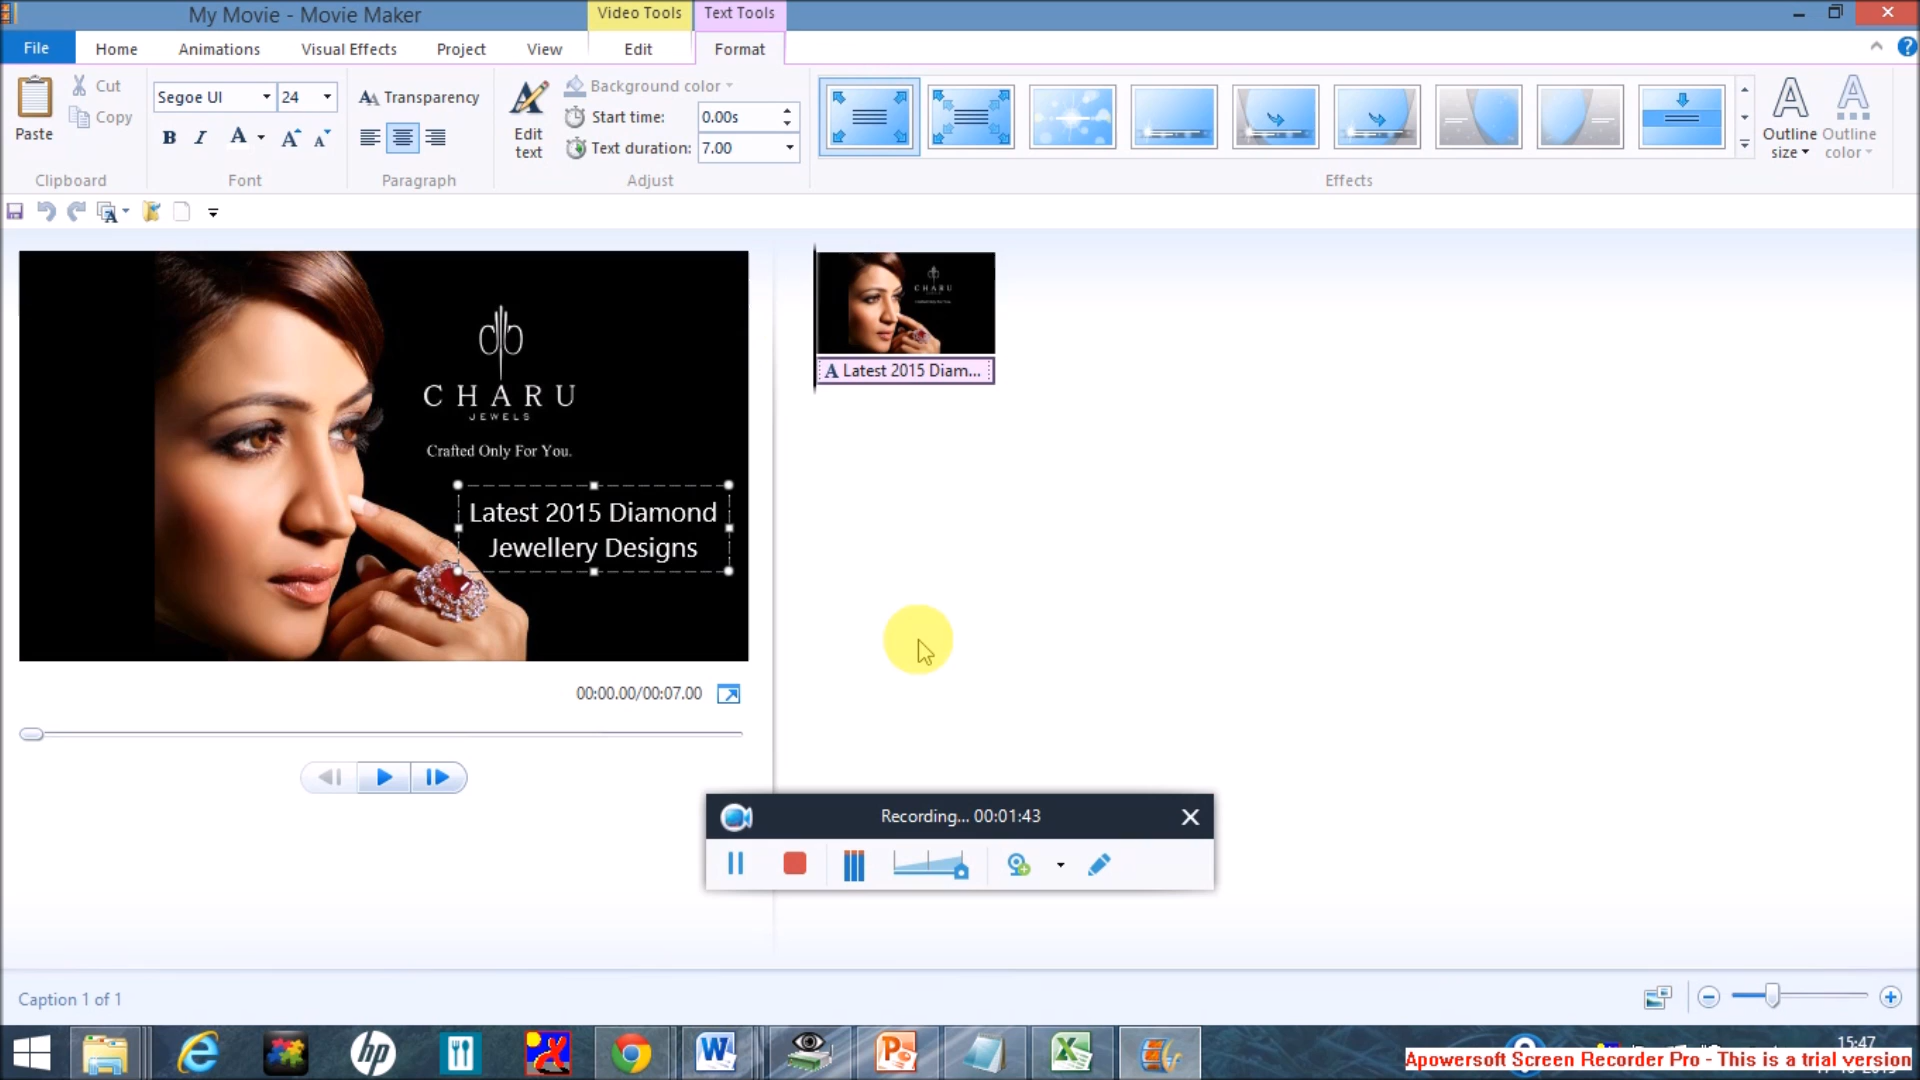 My Movie - Movie Maker
Video Tools
Text Tools
File
Home
Animations
Visual Effects
Project
View
Edit
Format
Paste
Cut
Copy
Clipboard
Segoe UI
24
Font
Transparency
Paragraph
Edit
text
Background color
Start time:
0.00s
Text duration:
7.00
Adjust
Effects
Outline
size
Outline
color
CHARU
JEWELS
Crafted Only For You.
Latest 2015 Diamond
Jewellery Designs
00:00.00/00:07.00
CHARU
A Latest 2015 Diam...
Recording... 00:01:43
Caption 1 of 1
15:47
Apowersoft Screen Recorder Pro - This is a trial version